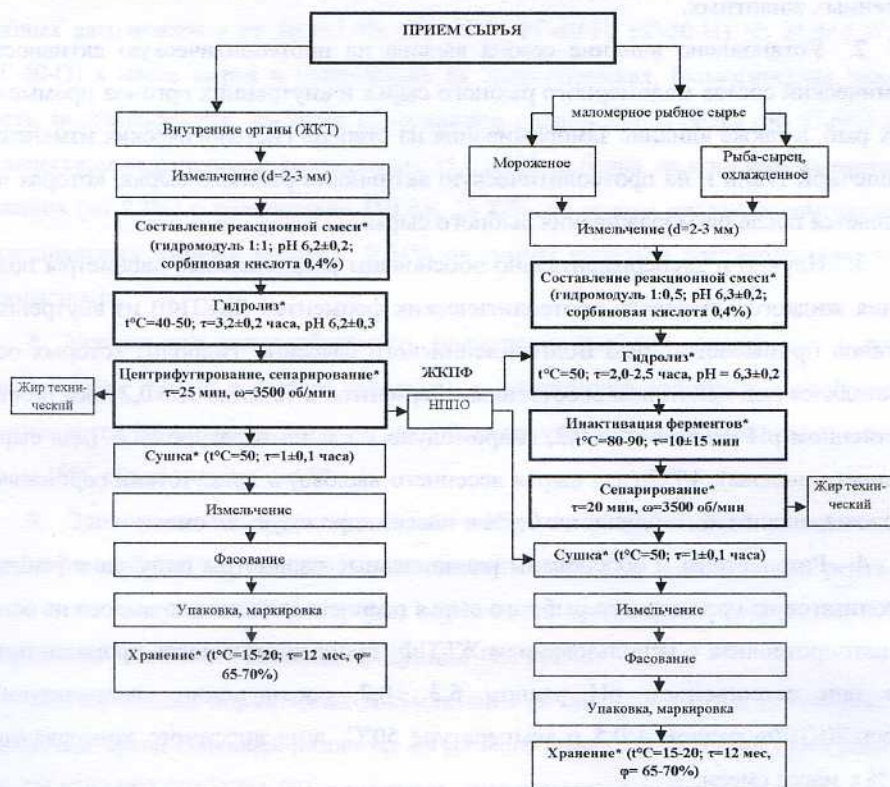 ПРИЕМ СЫРЬЯ
Внутренние органы (ЖКТ)
Измельчение (d=2-3 мм)
Составление реакционной смеси*
(гидромодуль 1:1; pH 6,2±0,2;
сорбиновая кислота 0,4%)
Гидролиз*
t°C=40-50; τ=3,2±0,2 часа, pH 6,2±0,3
Центрифугирование, сепарирование*
τ=25 мин, ω=3500 об/мин
Жир техни-
ческий
ЖКПФ
НППО
Сушка* (t°C=50; τ=1±0,1 часа)
Измельчение
Фасование
Упаковка, маркировка
Хранение* (t°C=15-20; τ=12 мес, φ=
65-70%)
маломерное рыбное сырье
Мороженое
Рыба-сырец,
охлажденное
Измельчение (d=2-3 мм)
Составление реакционной смеси*
(гидромодуль 1:0,5; pH 6,3±0,2;
сорбиновая кислота 0,4%)
Гидролиз*
t°C=50; τ=2,0-2.5 часа, pH = 6,3±0,2
Инактивация ферментов*
t°C=80-90, τ=10±15 мин
Сепарирование*
τ=20 мин, ω=3500 об/мин
Жир техни-
ческий
Сушка* (t°C=50; τ=1±0,1 часа)
Измельчение
Фасование
Упаковка, маркировка
Хранение* (t°C=15-20; τ=12 мес,
φ= 65-70%)